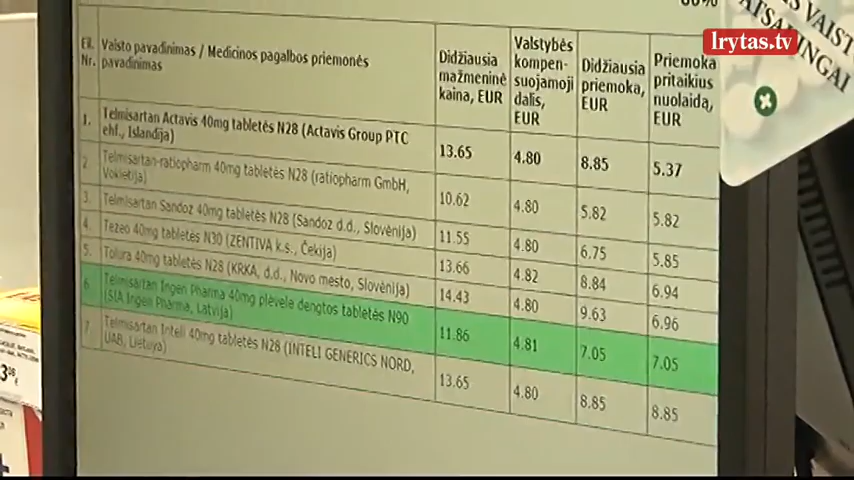 80%
lrytas.tv
Eil. Nr.
Vaisto pavadinimas / Medicinos pagalbos priemonės
pavadinimas
Didžiausia
mažmeninė
kaina, EUR
Valstybės
kompen-
suojamoji
dalis,
EUR
Didžiausia
priemoka,
EUR
Priemoka
pritaikius
nuolaidą,
EUR
1.
Telmisartan Actavis 40mg tabletės N28 (Actavis Group PTC
ehf., Islandija)
13.65 4.80 8.85 5.37
2.
Telmisartan-ratiopharm 40mg tabletės N28 (ratiopharm GmbH,
Vokietija)
10.62 4.80 5.82 5.82
3. Telmisartan Sandoz 40mg tabletės N28 (Sandoz d.d., Slovėnija)
11.55 4.80 6.75 5.85
4. Tezeo 40mg tabletės N30 (ZENTIVA k.s., Čekija)
13.66 4.82 8.84 6.94
5. Tolura 40mg tabletės N28 (KRKA, d.d., Novo mesto, Slovėnija)
14.43 4.80 9.63 6.96
6.
Telmisartan Ingen Pharma 40mg plėvele dengtos tabletės N90
(SIA Ingen Pharma, Latvija)
11.86 4.81 7.05 7.05
7.
Telmisartan Inteli 40mg tabletės N28 (INTELI GENERICS NORD,
UAB, Lietuva)
13.65 4.80 8.85 8.85
VAIST
ATSAKINGAI